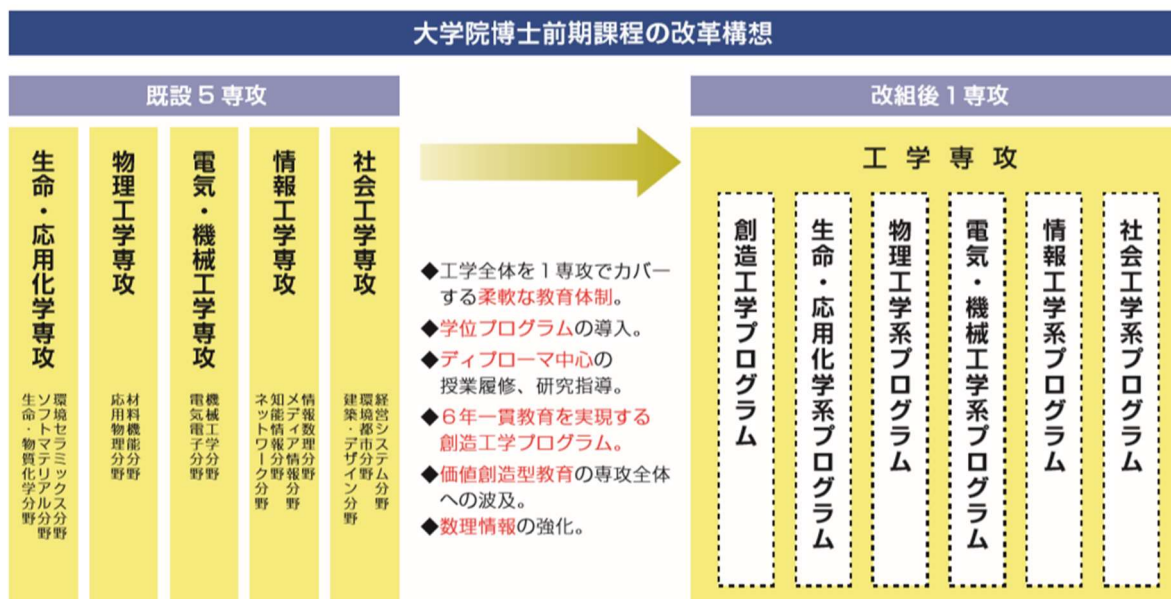 大学院博士前期課程の改革構想
既設5専攻
生命・応用化学専攻
生命・物質化学分野
ソフトマテリアル分野
環境セラミックス分野
物理工学専攻
応用物理分野
材料機能分野
電気・機械工学専攻
電気電子分野
機械工学分野
情報工学専攻
ネットワーク分野
知能情報分野
メディア情報分野
情報数理分野
社会工学専攻
建築・デザイン分野
環境都市分野
経営システム分野
◆工学全体を1専攻でカバー
する柔軟な教育体制。
◆学位プログラムの導入。
◆ディプローマ中心の
授業履修、研究指導。
◆6年一貫教育を実現する
創造工学プログラム。
◆価値創造型教育の専攻全体
への波及。
◆数理情報の強化。
改組後1専攻
工学専攻
創造工学プログラム
生命・応用化学系プログラム
物理工学系プログラム
電気・機械工学系プログラム
情報工学系プログラム
社会工学系プログラム